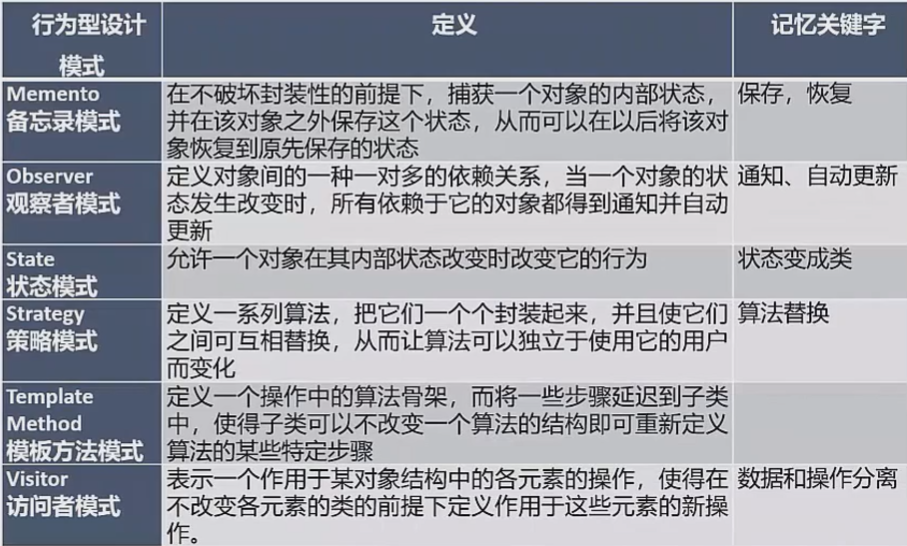 行为型设计
模式
定义
记忆关键字
Memento
备忘录模式
在不破坏封装性的前提下，捕获一个对象的内部状态，
并在该对象之外保存这个状态，从而可以在以后将该对
象恢复到原先保存的状态
保存，恢复
Observer
观察者模式
定义对象间的一种一对多的依赖关系，当一个对象的状
态发生改变时，所有依赖于它的对象都得到通知并自动
更新
通知、自动更新
State
状态模式
允许一个对象在其内部状态改变时改变它的行为
状态变成类
Strategy
策略模式
定义一系列算法，把它们一个个封装起来，并且使它们
之间可互相替换，从而让算法可以独立于使用它的用户
而变化
算法替换
Template
Method
模板方法模式
定义一个操作中的算法骨架，而将一些步骤延迟到子类
中，使得子类可以不改变一个算法的结构即可重新定义
算法的某些特定步骤
Visitor
访问者模式
表示一个作用于某对象结构中的各元素的操作，使得在
不改变各元素的类的前提下定义作用于这些元素的新操
作。
数据和操作分离